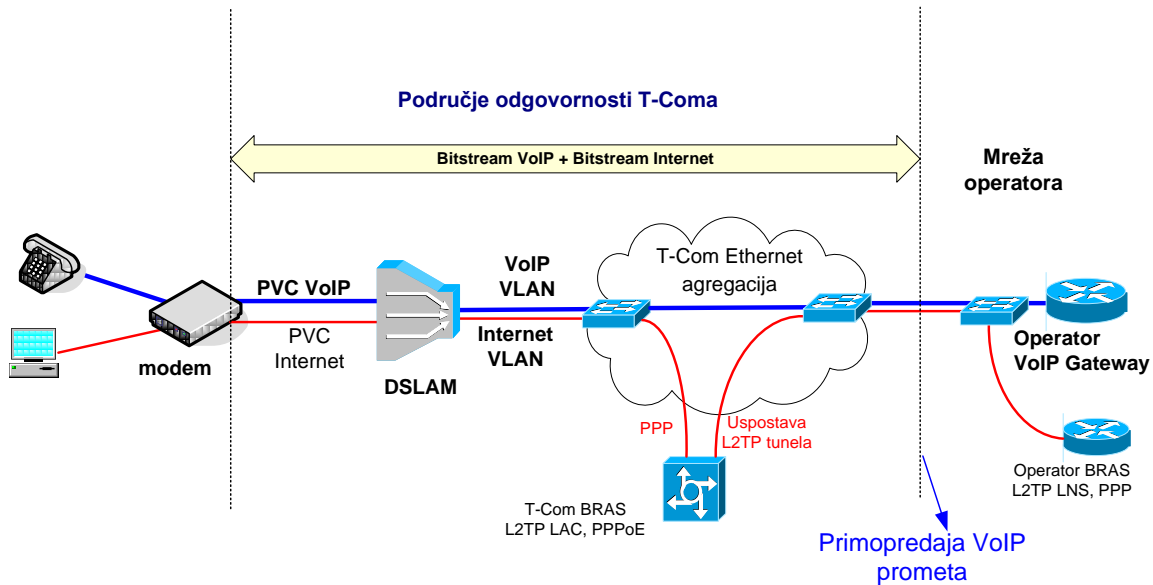 Područje odgovornosti T-Coma
Bitstream VoIP + Bitstream Internet
Mreža
operatora
T-Com Ethernet
agregacija
VoIP
VLAN
PVC VoIP
PVC
Internet
Internet
VLAN
modem
DSLAM
Operator
VoIP Gateway
PPP
Uspostava
L2TP tunela
T-Com BRAS
L2TP LAC, PPPoE
Operator BRAS
L2TP LNS, PPP
Primopredaja VoIP
prometa